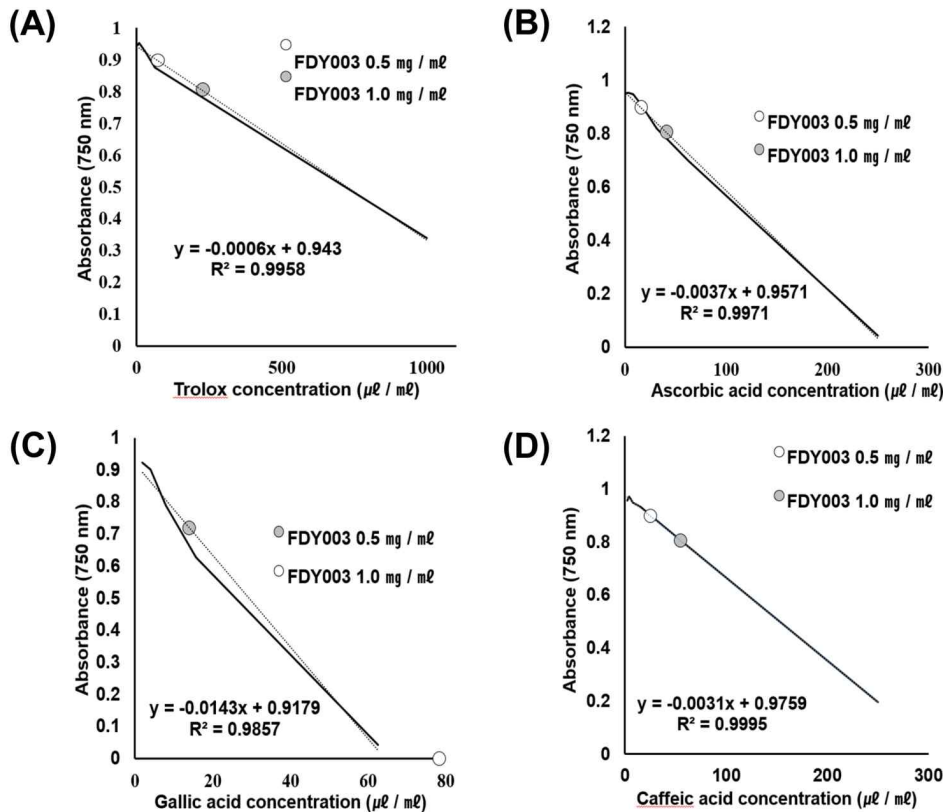 (A)
Absorbance (750 nm)
1
0.9
0.8
0.7
0.6
0.5
0.4
0.3
0.2
0.1
0
FDY003 0.5 ㎎ / ㎖
FDY003 1.0 ㎎ / ㎖
y = -0.0006x + 0.943
R² = 0.9958
0 500 1000
Trolox concentration (㎕ / ㎖)
(B)
Absorbance (750 nm)
1.2
1
0.8
0.6
0.4
0.2
0
FDY003 0.5 ㎎ / ㎖
FDY003 1.0 ㎎ / ㎖
y = -0.0037x + 0.9571
R² = 0.9971
0 100 200 300
Ascorbic acid concentration (㎕ / ㎖)
(C)
Absorbance (750 nm)
1
0.9
0.8
0.7
0.6
0.5
0.4
0.3
0.2
0.1
0
FDY003 0.5 ㎎ / ㎖
FDY003 1.0 ㎎ / ㎖
y = -0.0143x + 0.9179
R² = 0.9857
0 20 40 60 80
Gallic acid concentration (㎕ / ㎖)
(D)
Absorbance (750 nm)
1.2
1
0.8
0.6
0.4
0.2
0
FDY003 0.5 ㎎ / ㎖
FDY003 1.0 ㎎ / ㎖
y = -0.0031x + 0.9759
R² = 0.9995
0 100 200 300
Caffeic acid concentration (㎕ / ㎖)